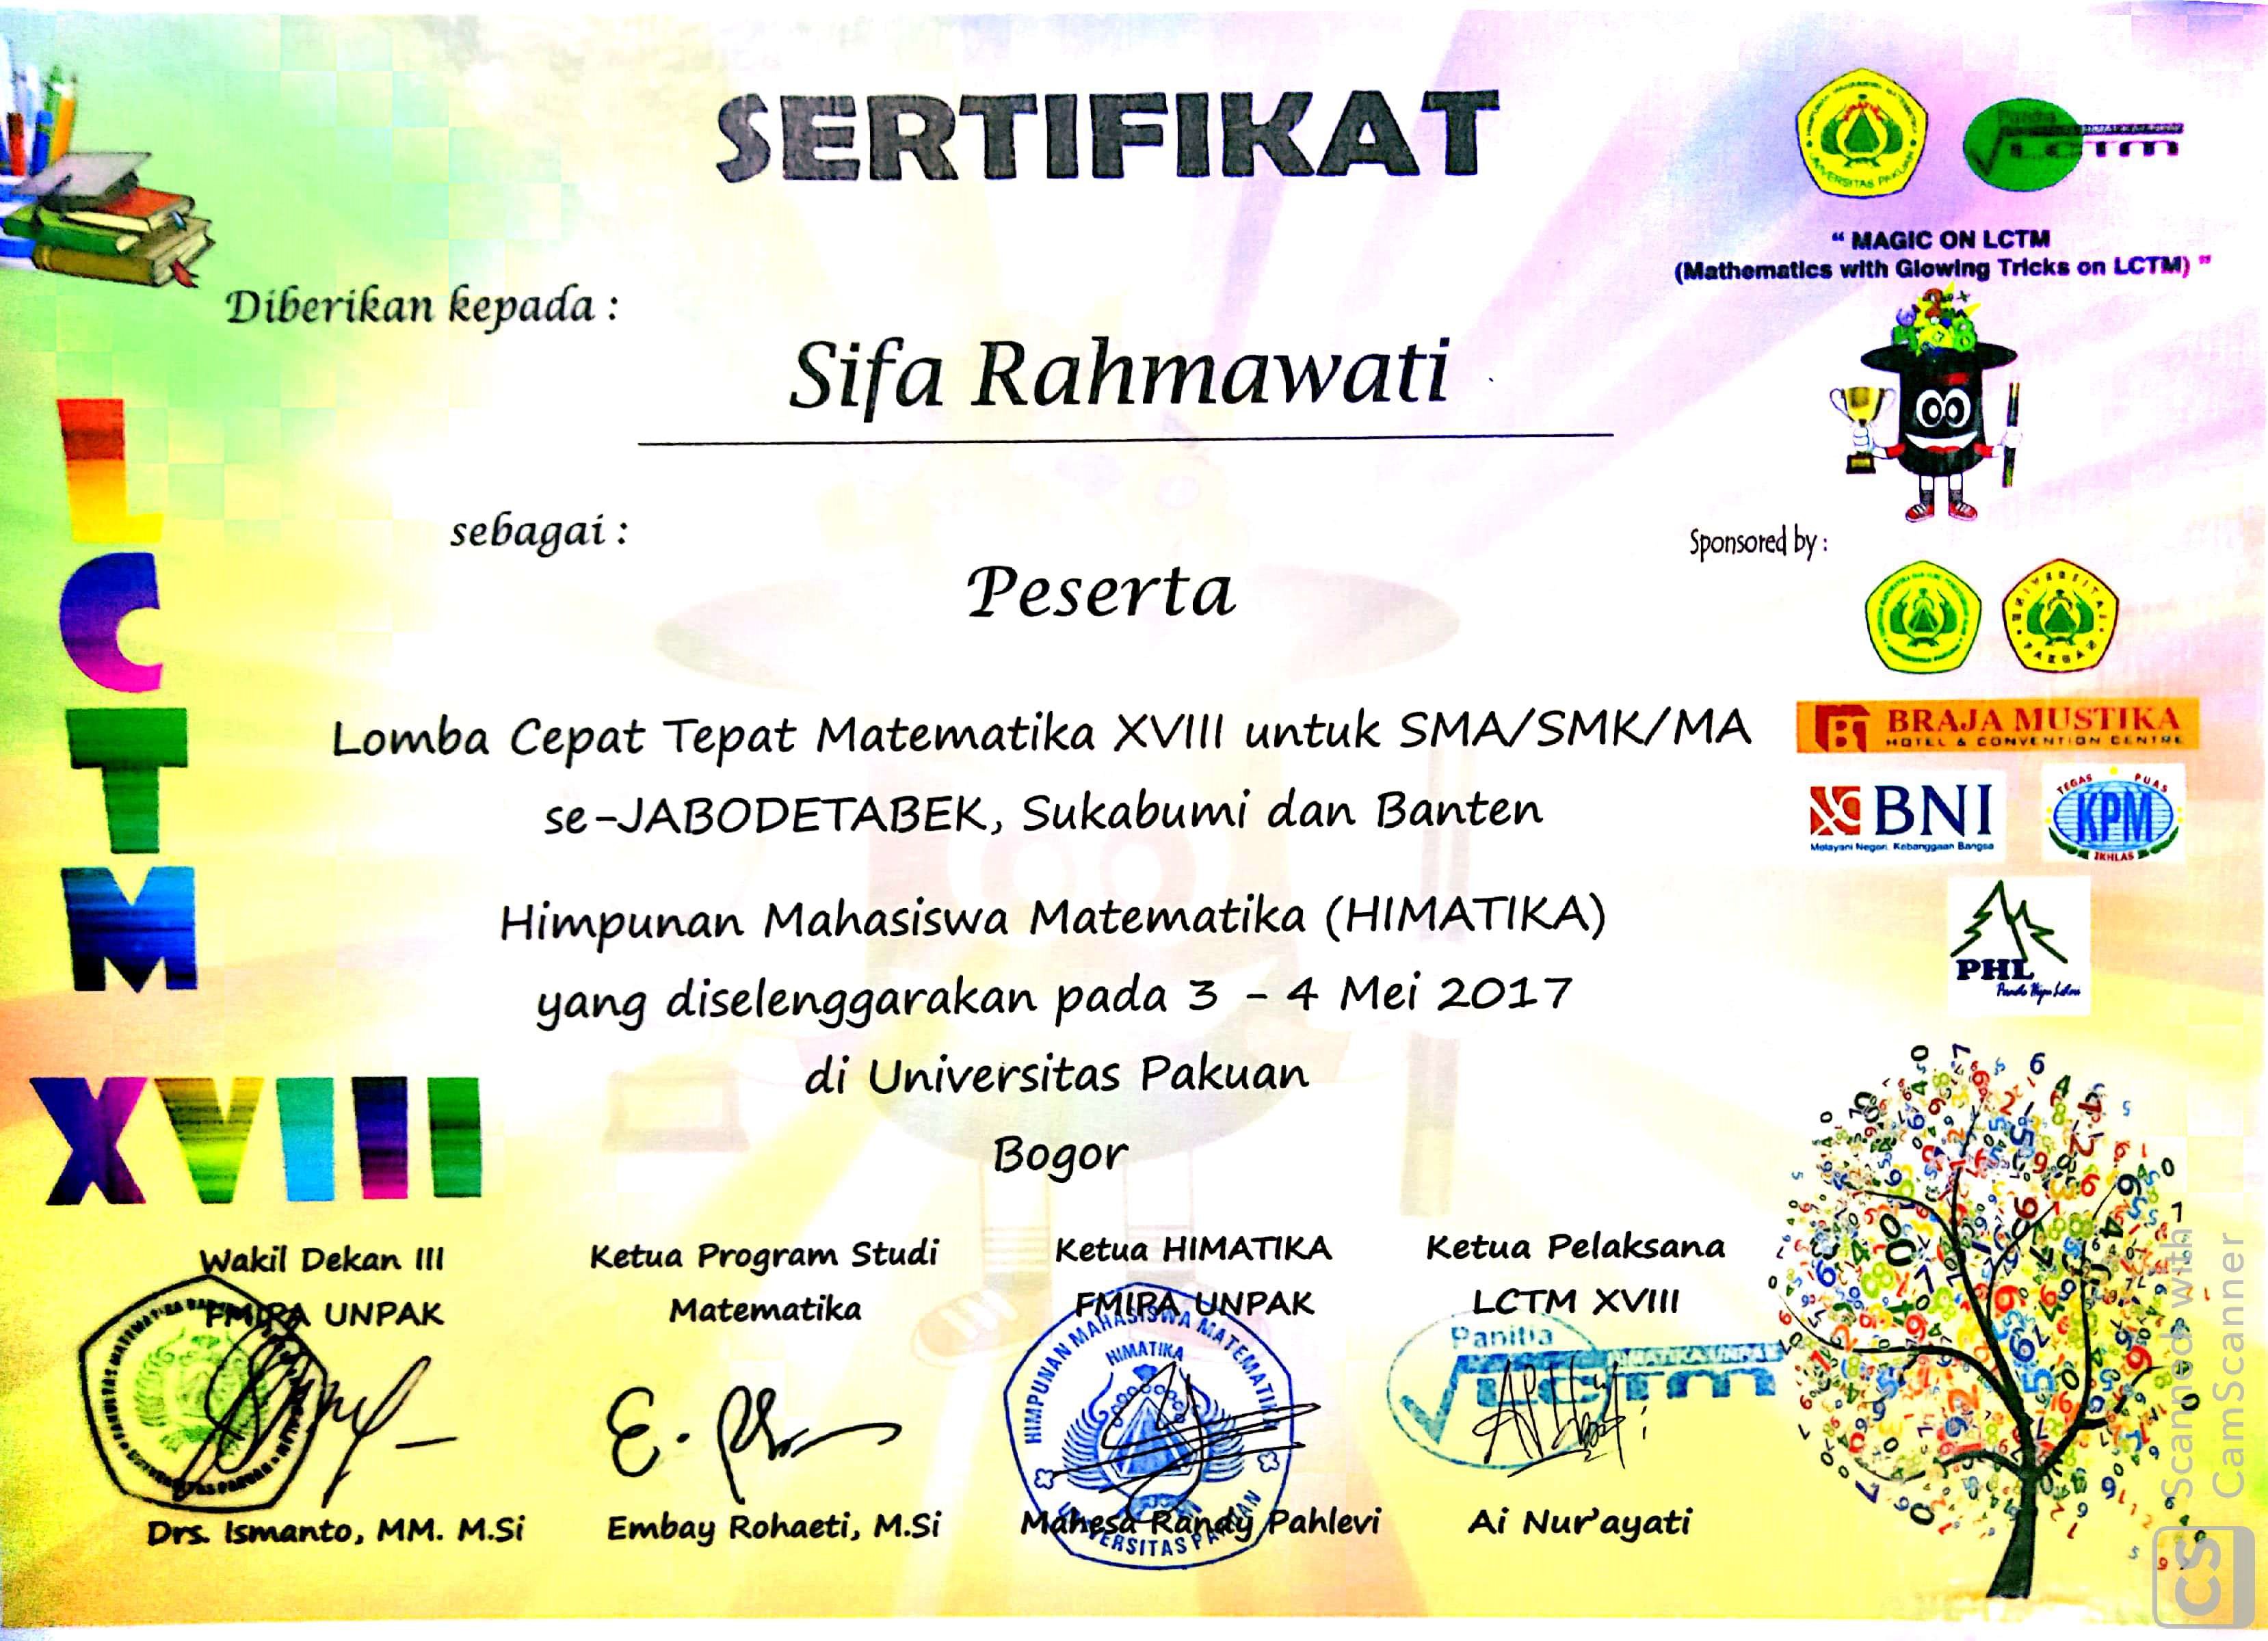 SERTIFIKAT
" MAGIC ON LCTM
(Mathematics with Glowing Tricks on LCTM) "
Diberikan kepada :
Sifa Rahmawati
sebagai :
Peserta
Sponsored by :
Lomba Cepat Tepat Matematika XVIII untuk SMA/SMK/MA
se-JABODETABEK, Sukabumi dan Banten
Himpunan Mahasiswa Matematika (HIMATIKA)
yang diselenggarakan pada 3 - 4 Mei 2017
di Universitas Pakuan
Bogor
BRAJA MUSTIKA
HOTEL & CONVENTION CENTRE
BNI
Melayani Negeri, Kebanggaan Bangsa
TEGAS PUAS
KPM
IKHLAS
PHL
L
C
T
M
XVIII
Wakil Dekan III
FMIPA UNPAK
Ketua Program Studi
Matematika
Ketua HIMATIKA
FMIPA UNPAK
Ketua Pelaksana
LCTM XVIII
HIMPUNAN MAHASISWA MATEMATIKA
HIMATIKA
UNIVERSITAS PAKUAN
Panitia
LCTM
Drs. Ismanto, MM. M.Si
Embay Rohaeti, M.Si
Mahesa Randy Pahlevi
Ai Nur'ayati
Scanned with
CamScanner
CS